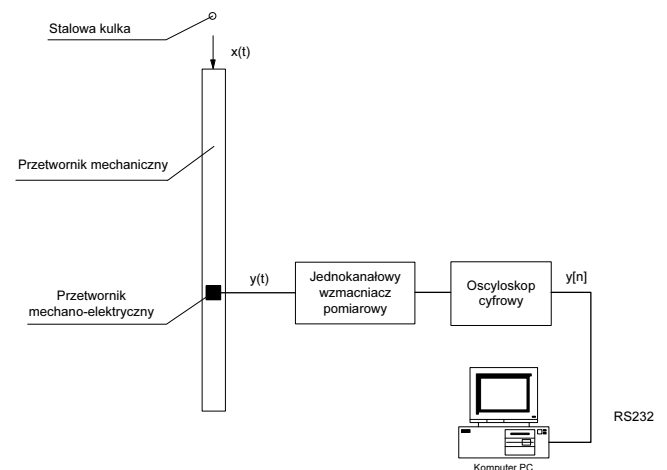 Stalowa kulka
x(t)
Przetwornik mechaniczny
Przetwornik
mechano-elektryczny
y(t)
Jednokanałowy
wzmacniacz
pomiarowy
Oscyloskop
cyfrowy
y[n]
RS232
Komputer PC